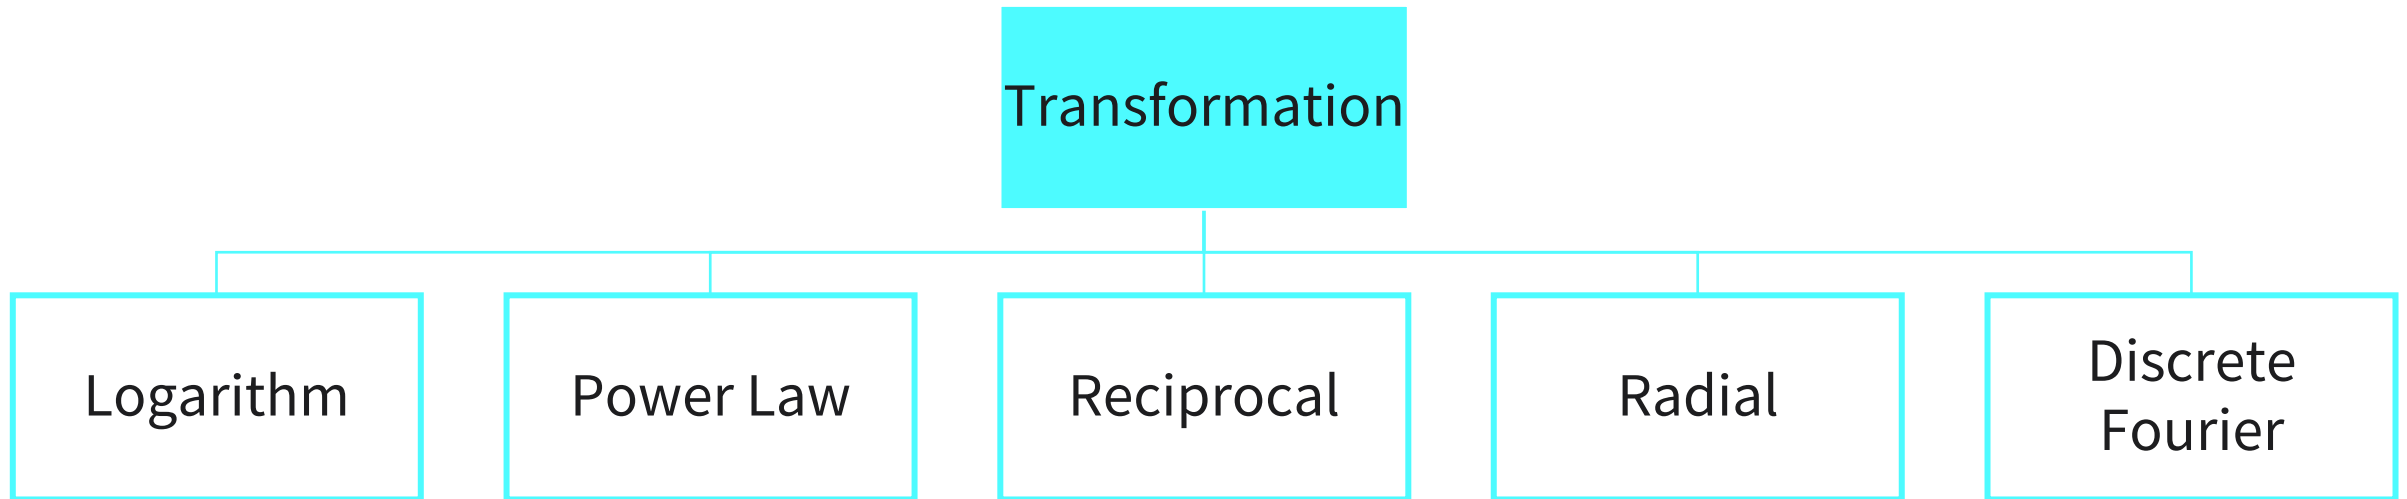 Transformation
Logarithm
Power Law
Reciprocal
Radial
Discrete
Fourier